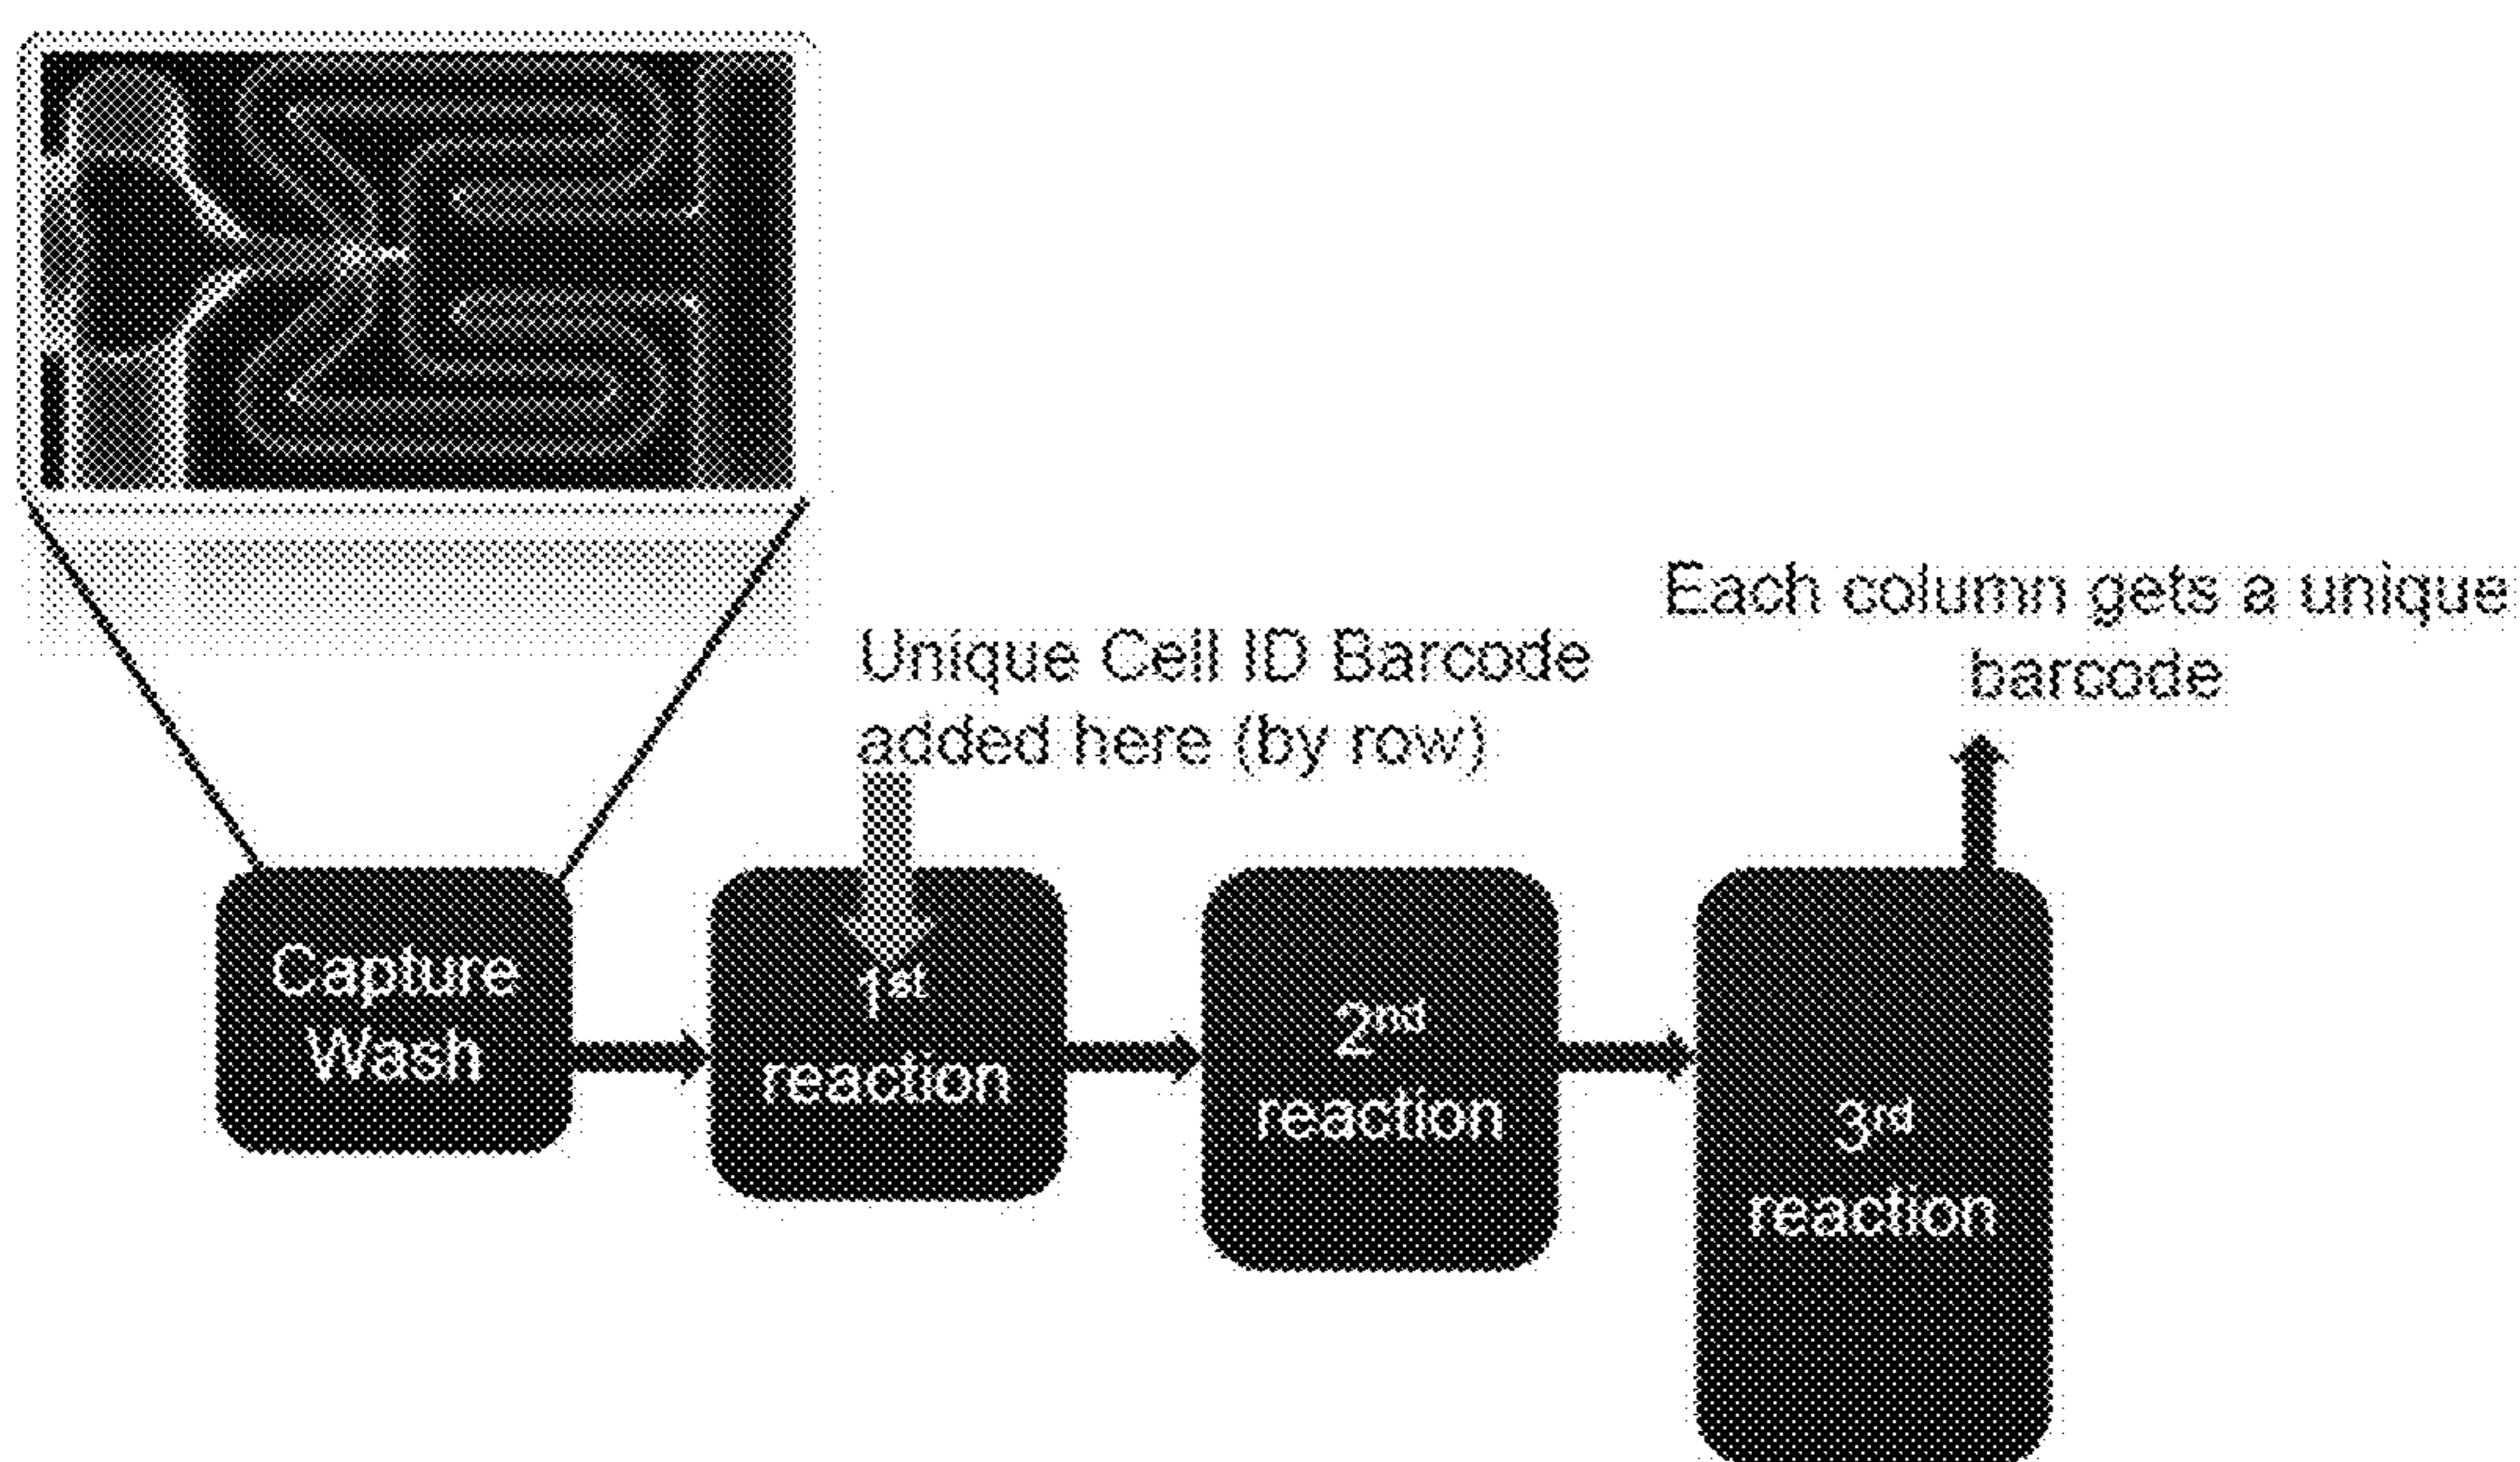 Each column gets a unique
barcode
Unique Cell ID Barcode
added here (by row)
Capture
Wash
1st
reaction
2nd
reaction
3rd
reaction